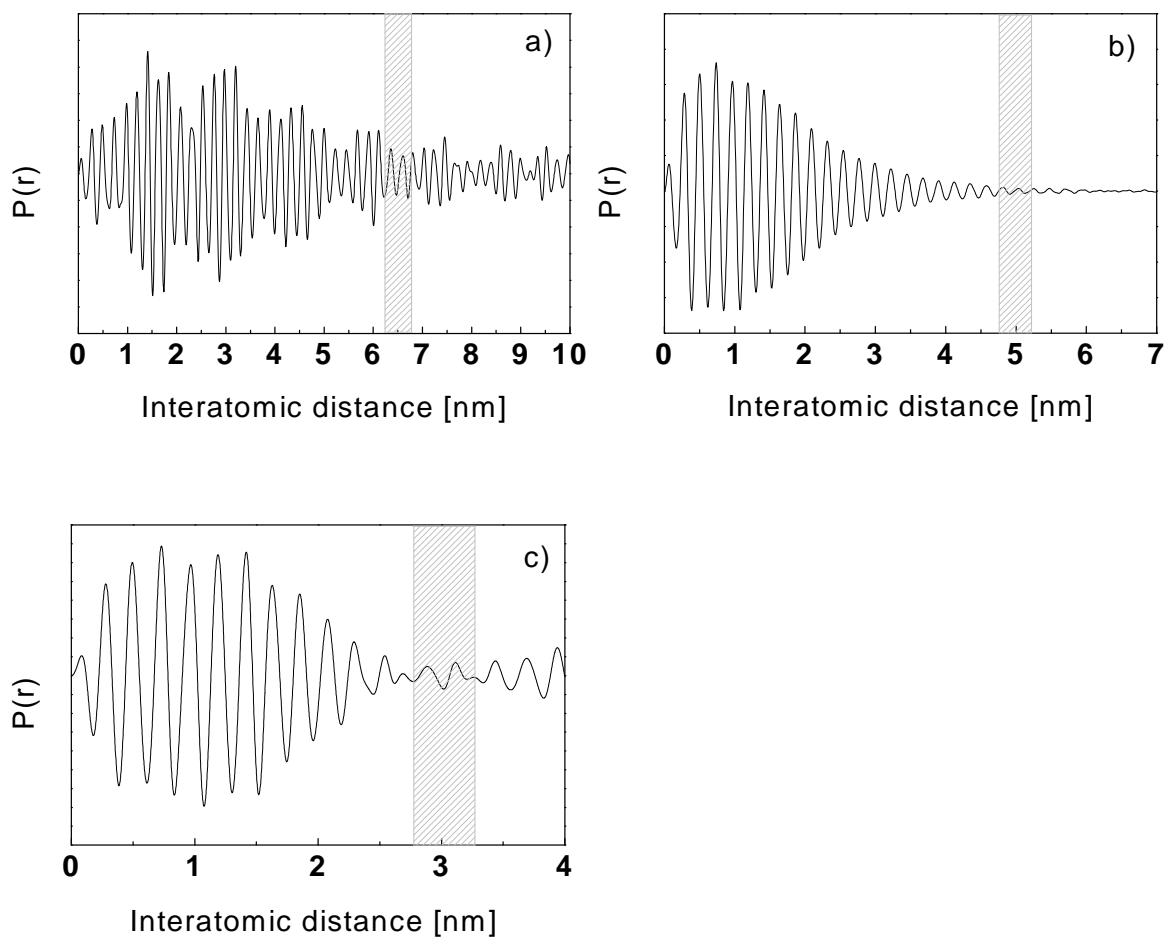 a)
P(r)
0 1 2 3 4 5 6 7 8 9 10
Interatomic distance [nm]
b)
P(r)
0 1 2 3 4 5 6 7
Interatomic distance [nm]
c)
P(r)
0 1 2 3 4
Interatomic distance [nm]